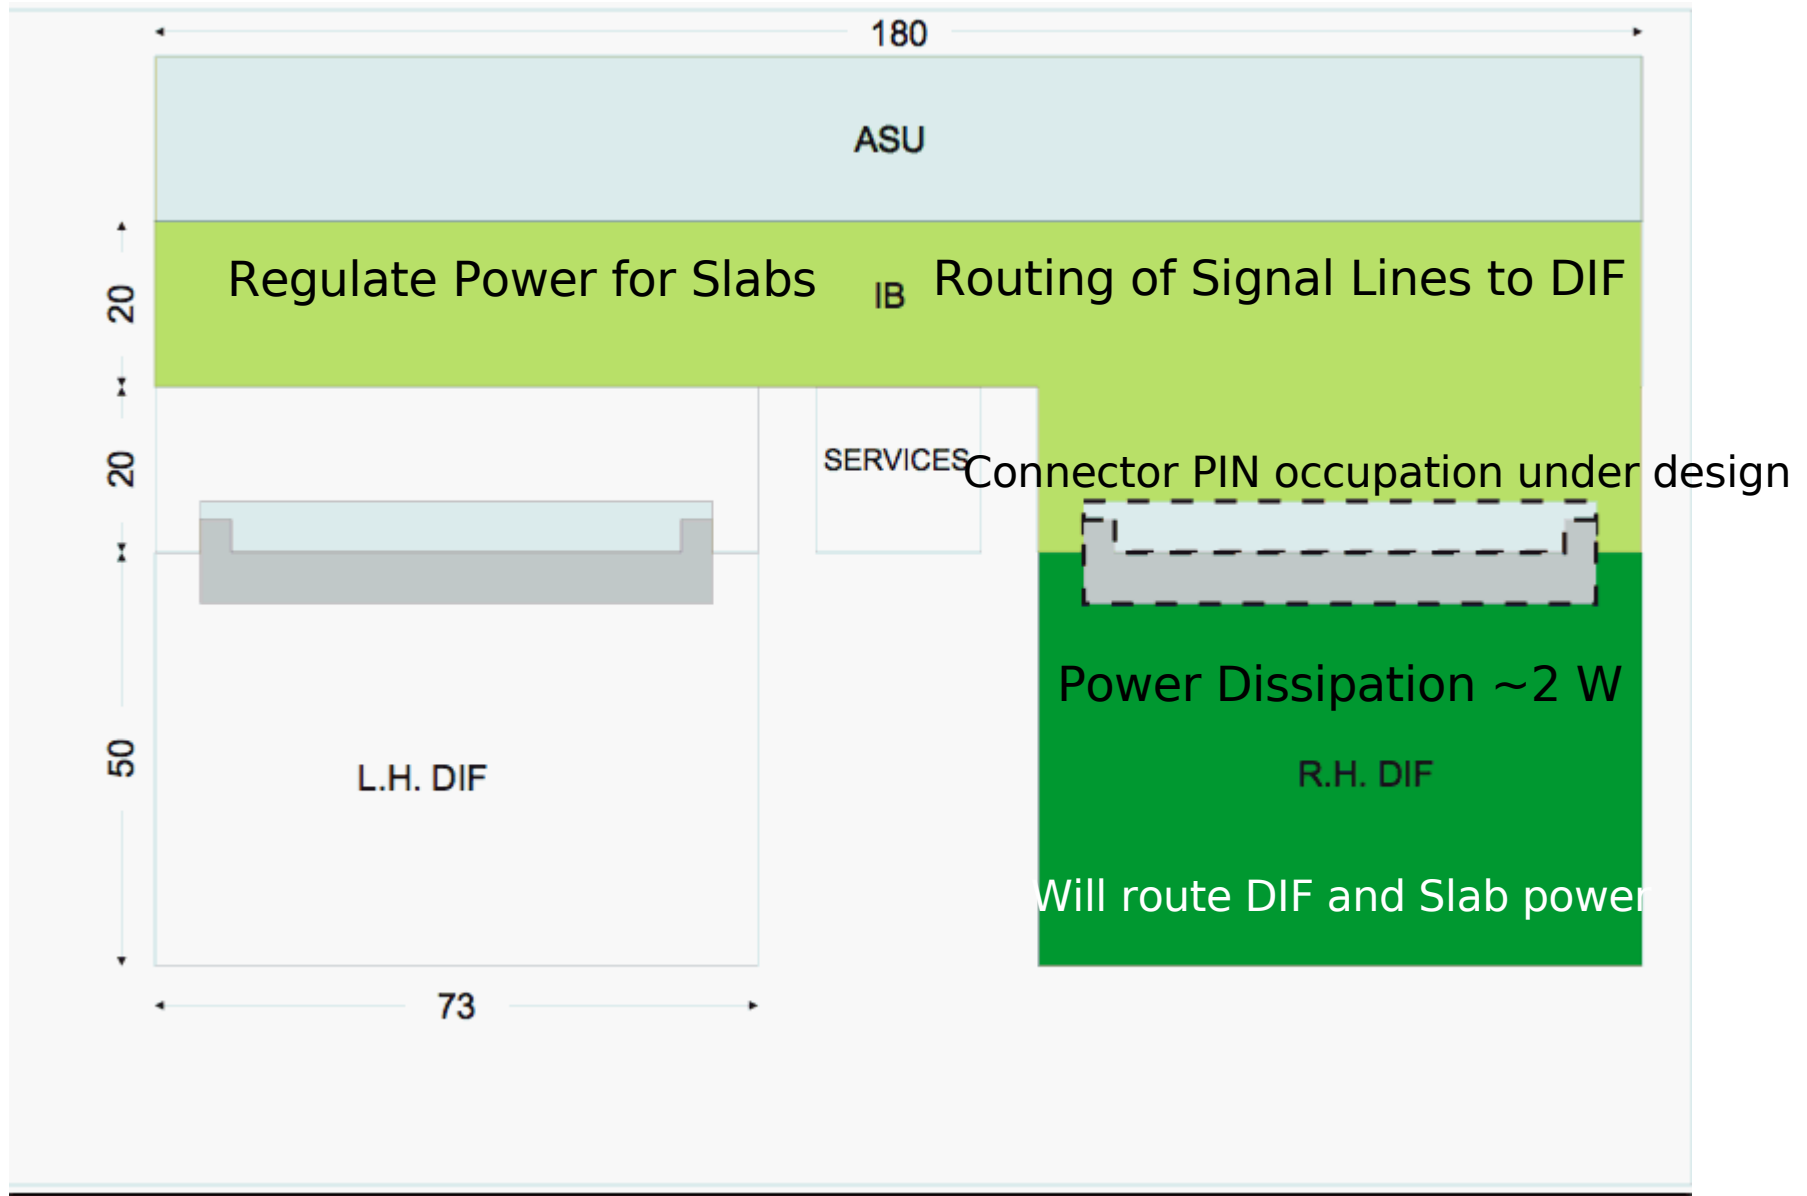 180
ASU
Regulate Power for Slabs
IB
Routing of Signal Lines to DIF
20
20
SERVICES
Connector PIN occupation under design
Power Dissipation ~2 W
50
L.H. DIF
R.H. DIF
Will route DIF and Slab power
73